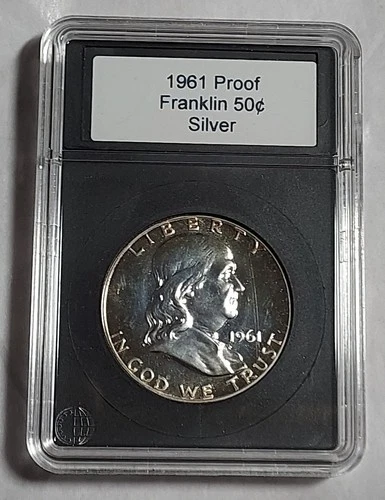 1961 Proof
Franklin 50¢
Silver
LIBERTY
1961
IN GOD WE TRUST